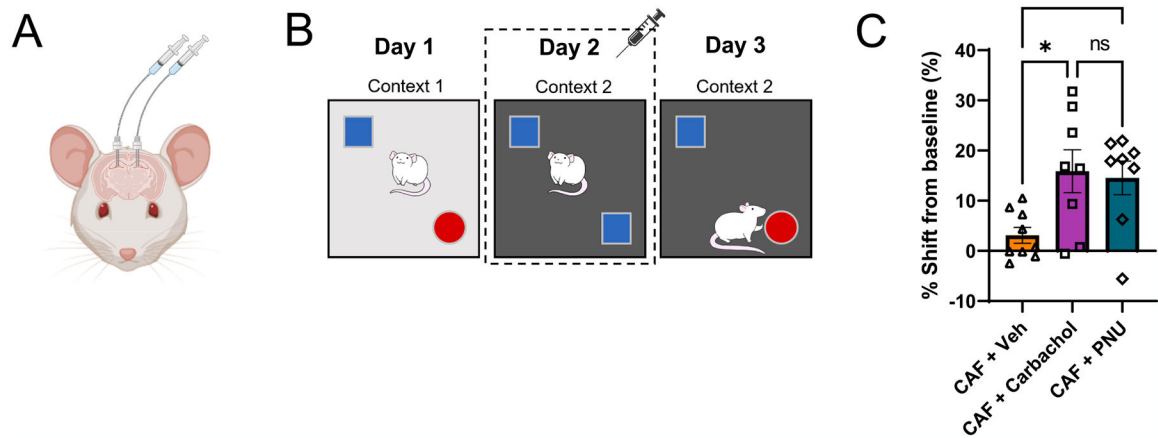 A
B
C
Day 1
Day 2
Day 3
Context 1
Context 2
Context 2
% Shift from baseline (%)
40
30
20
10
0
-10
*
ns
CAF + Veh
CAF + Carbachol
CAF + PNU